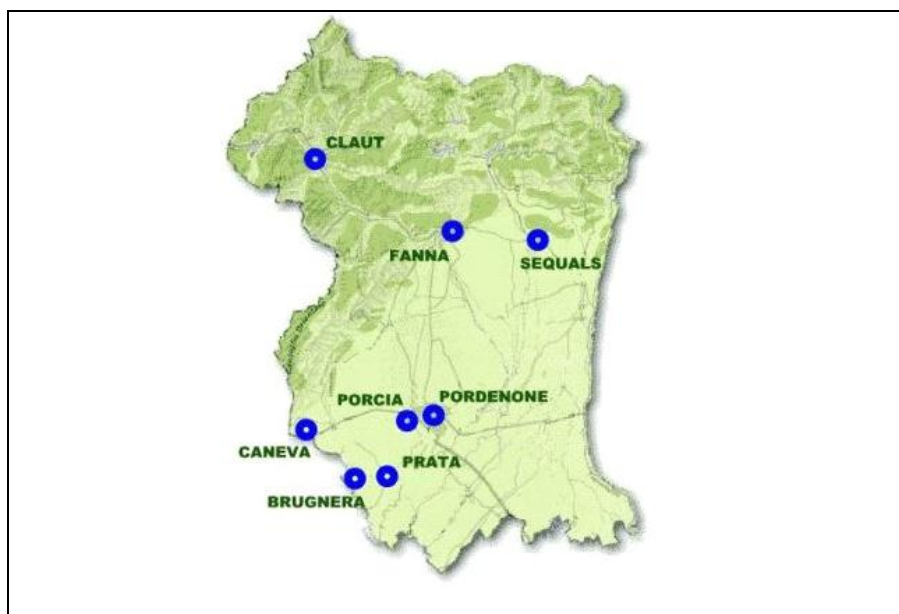 CLAUT
FANNA
SEQUALS
PORCIA
PORDENONE
CANEVA
PRATA
BRUGNERA